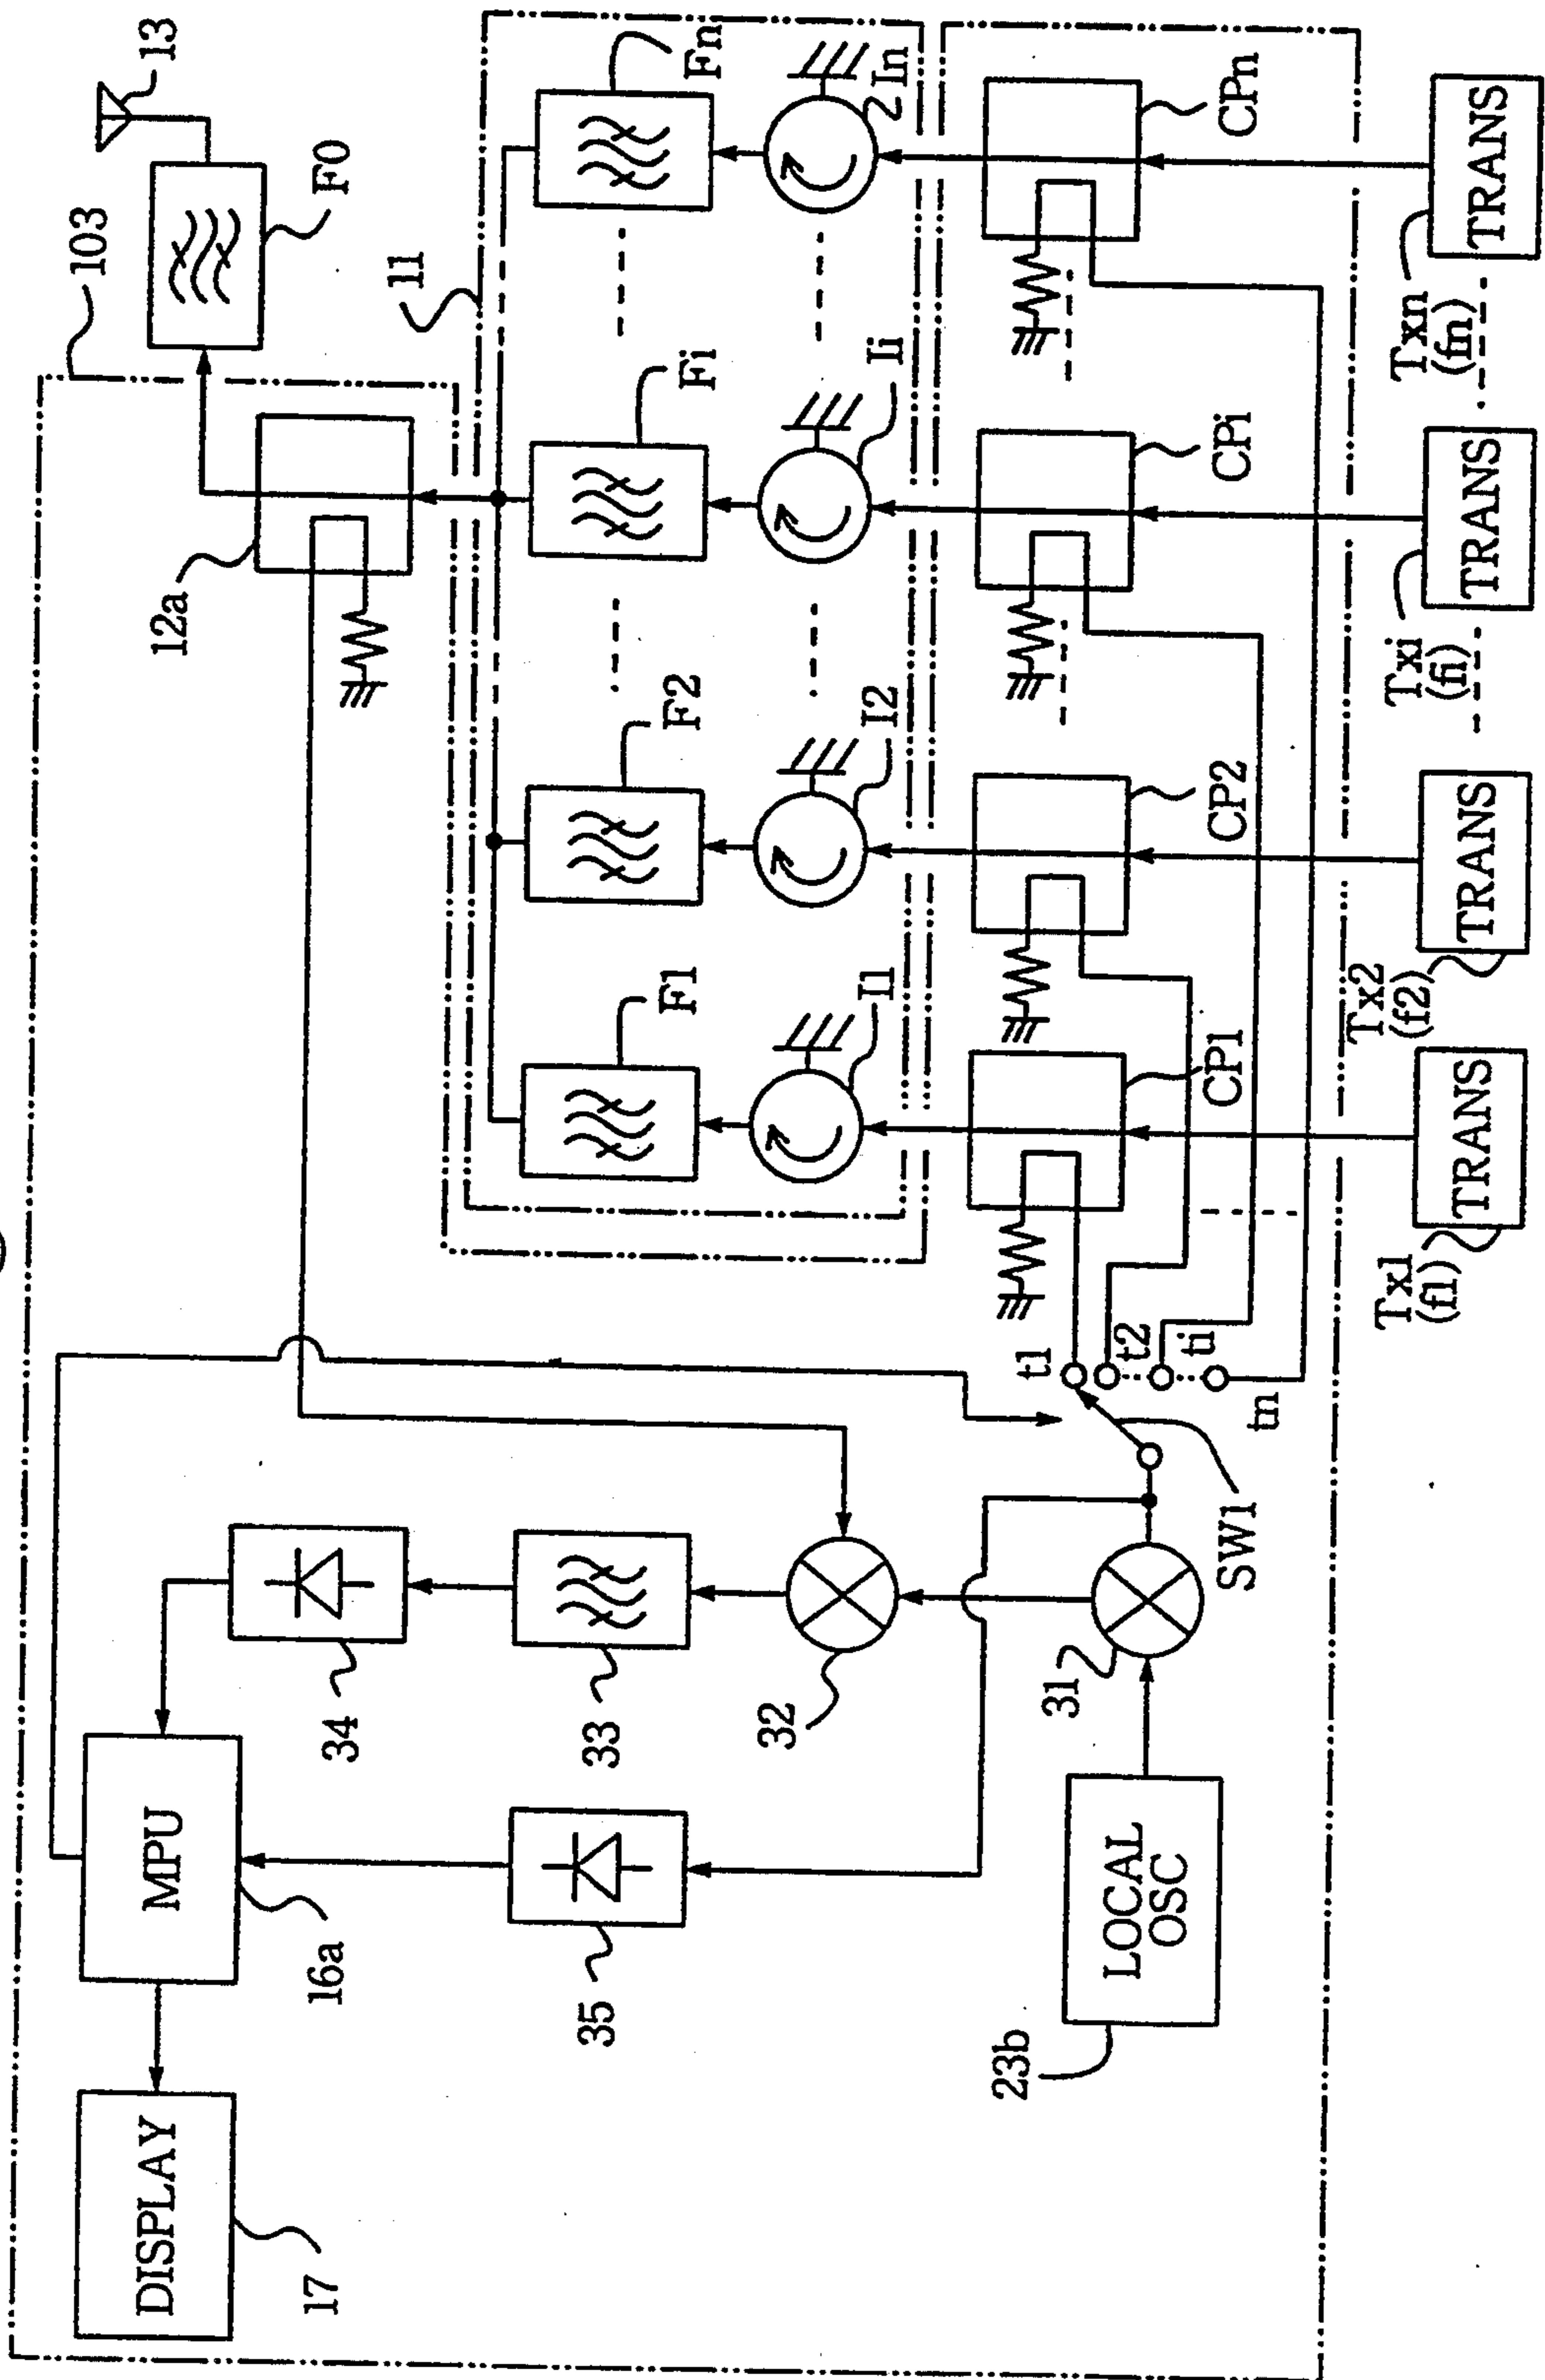 103
13
F0
12a
11
F1
F2
Fi
Fn
I1
I2
Ii
In
2
CP1
CP2
CPi
CPn
TRANS
TRANS
TRANS
TRANS
Tx1
(f1)
Tx2
(f2)
Txi
(fi)
Txn
(fn)
t1
t2
ti
tn
SW1
34
33
32
31
MPU
16a
35
LOCAL
OSC
23b
DISPLAY
17